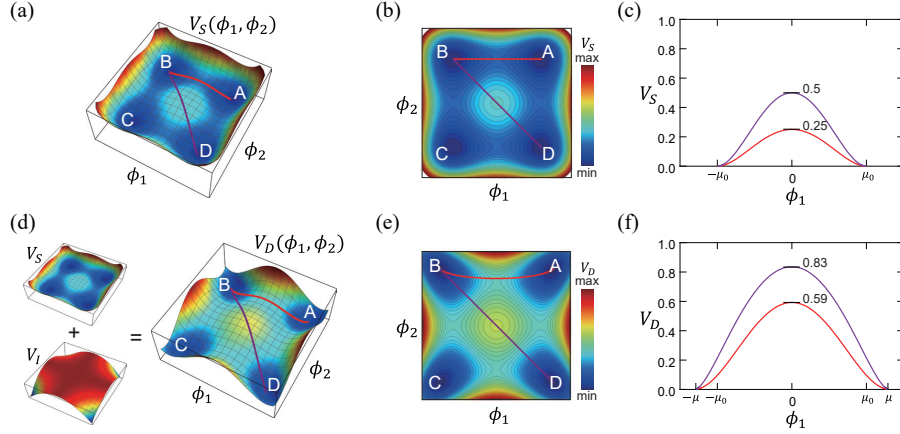 (a)
V_S(ϕ_1, ϕ_2)
B
A
C
D
ϕ_1
ϕ_2
(b)
B
A
C
D
ϕ_2
ϕ_1
V_S
max
min
(c)
V_S
1.0
0.8
0.6
0.4
0.2
0.0
0.5
0.25
−μ_0
0
μ_0
ϕ_1
(d)
V_S
+
V_I
=
V_D(ϕ_1, ϕ_2)
B
A
C
D
ϕ_1
ϕ_2
(e)
B
A
C
D
ϕ_2
ϕ_1
V_D
max
min
(f)
V_D
1.0
0.8
0.6
0.4
0.2
0.0
0.83
0.59
−μ
−μ_0
0
μ_0
μ
ϕ_1